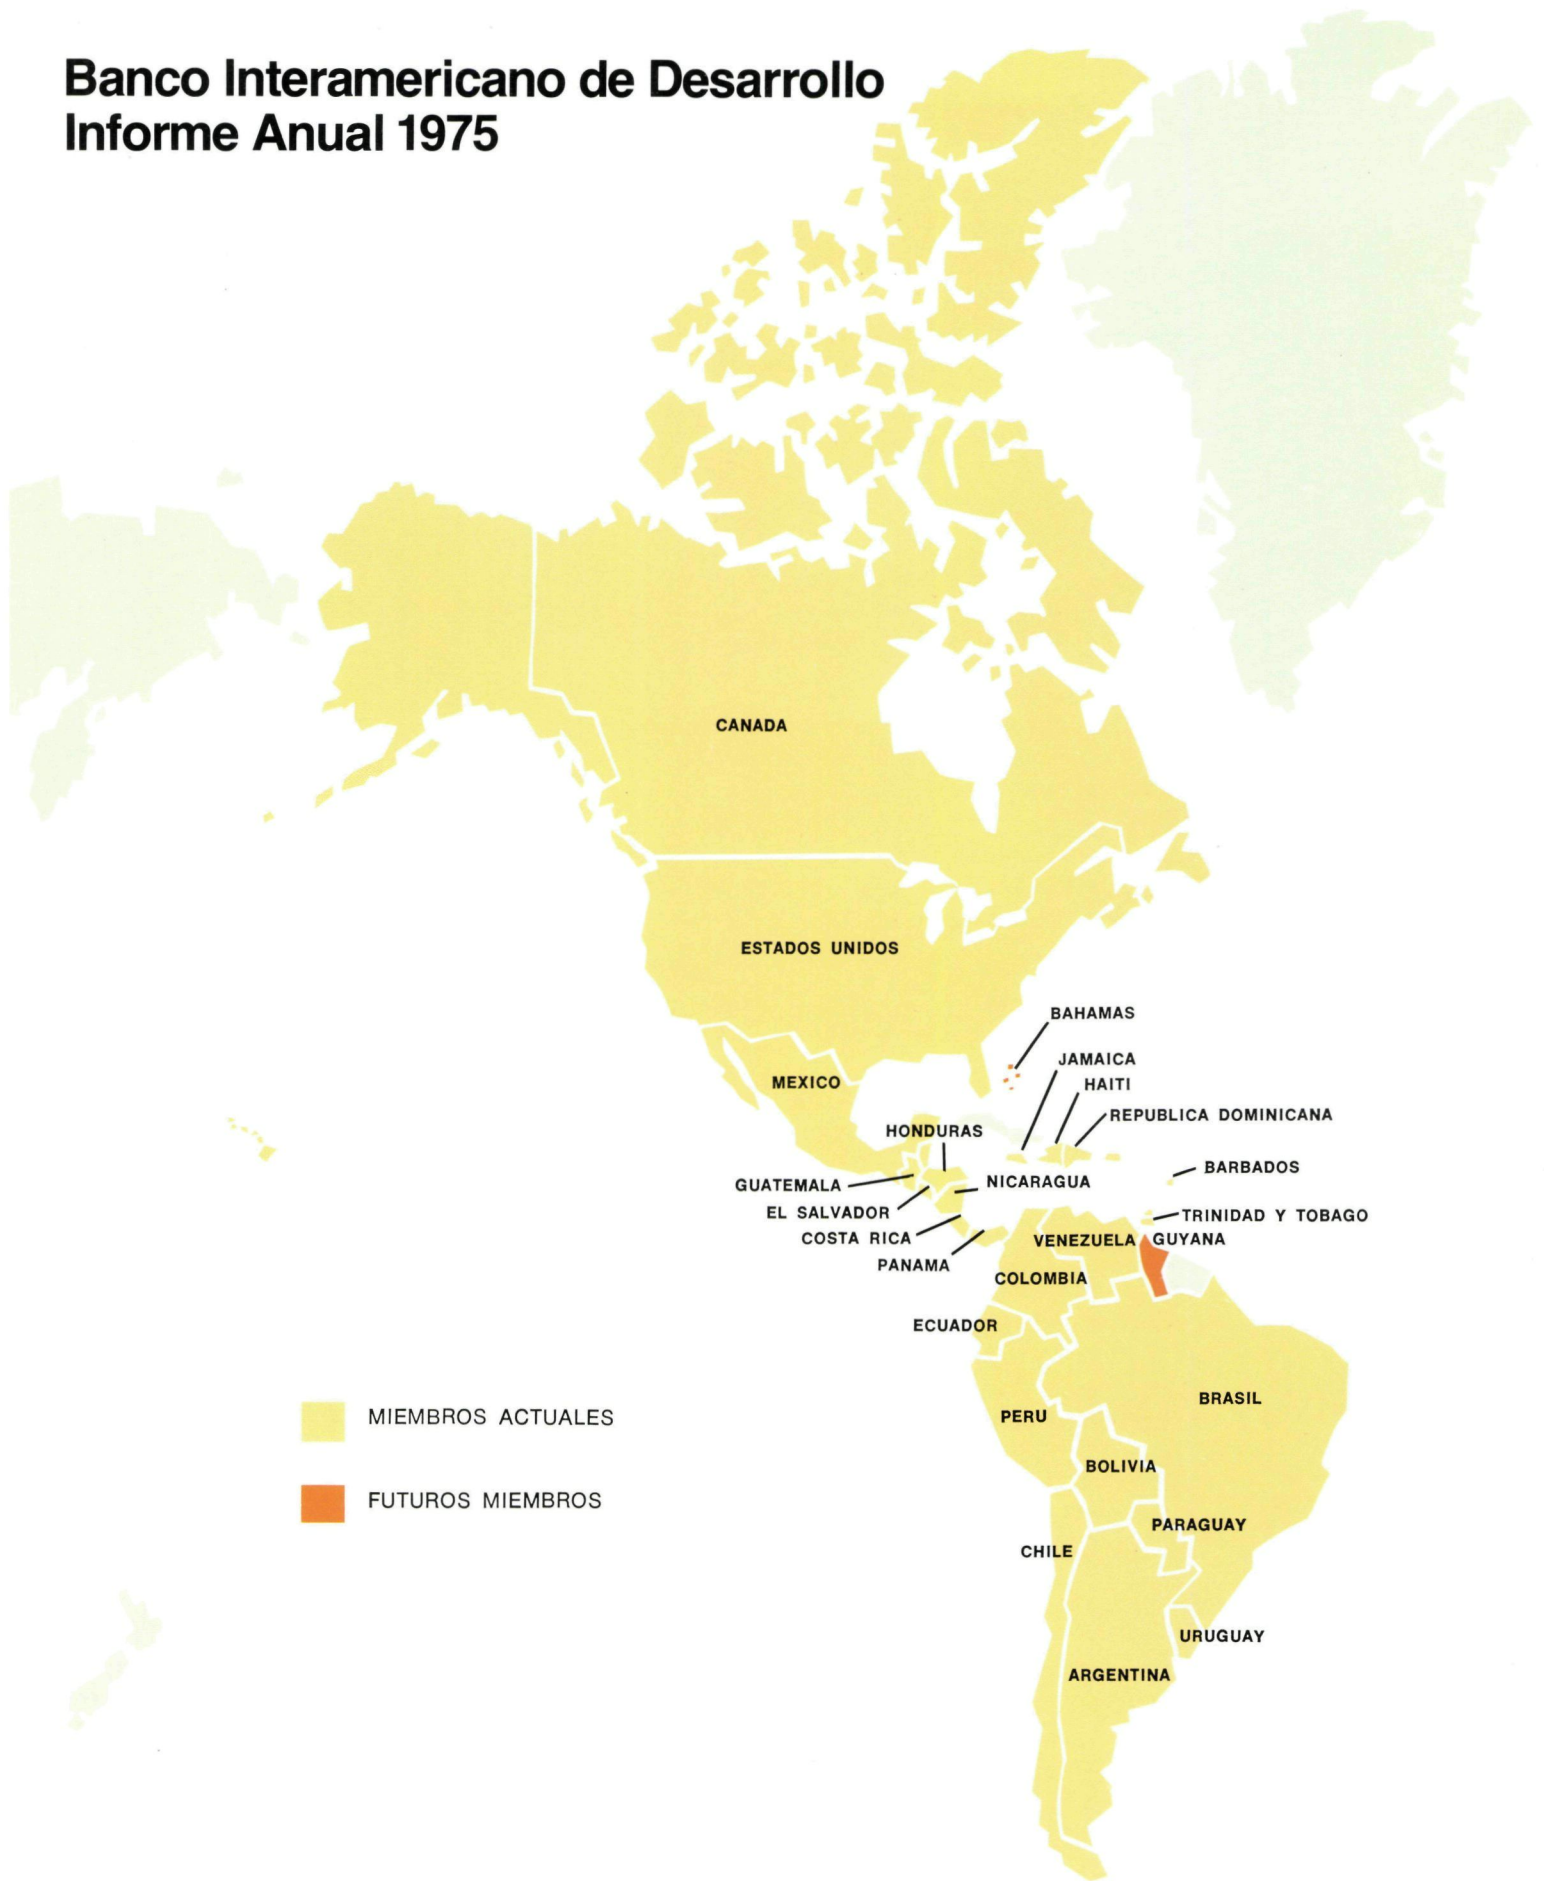 Banco Interamericano de Desarrollo
Informe Anual 1975
CANADA
ESTADOS UNIDOS
BAHAMAS
JAMAICA
MEXICO
HAITI
REPUBLICA DOMINICANA
HONDURAS
BARBADOS
GUATEMALA
NICARAGUA
EL SALVADOR
TRINIDAD Y TOBAGO
COSTA RICA
VENEZUELA
GUYANA
PANAMA
COLOMBIA
ECUADOR
BRASIL
PERU
MIEMBROS ACTUALES
BOLIVIA
FUTUROS MIEMBROS
PARAGUAY
CHILE
URUGUAY
ARGENTINA